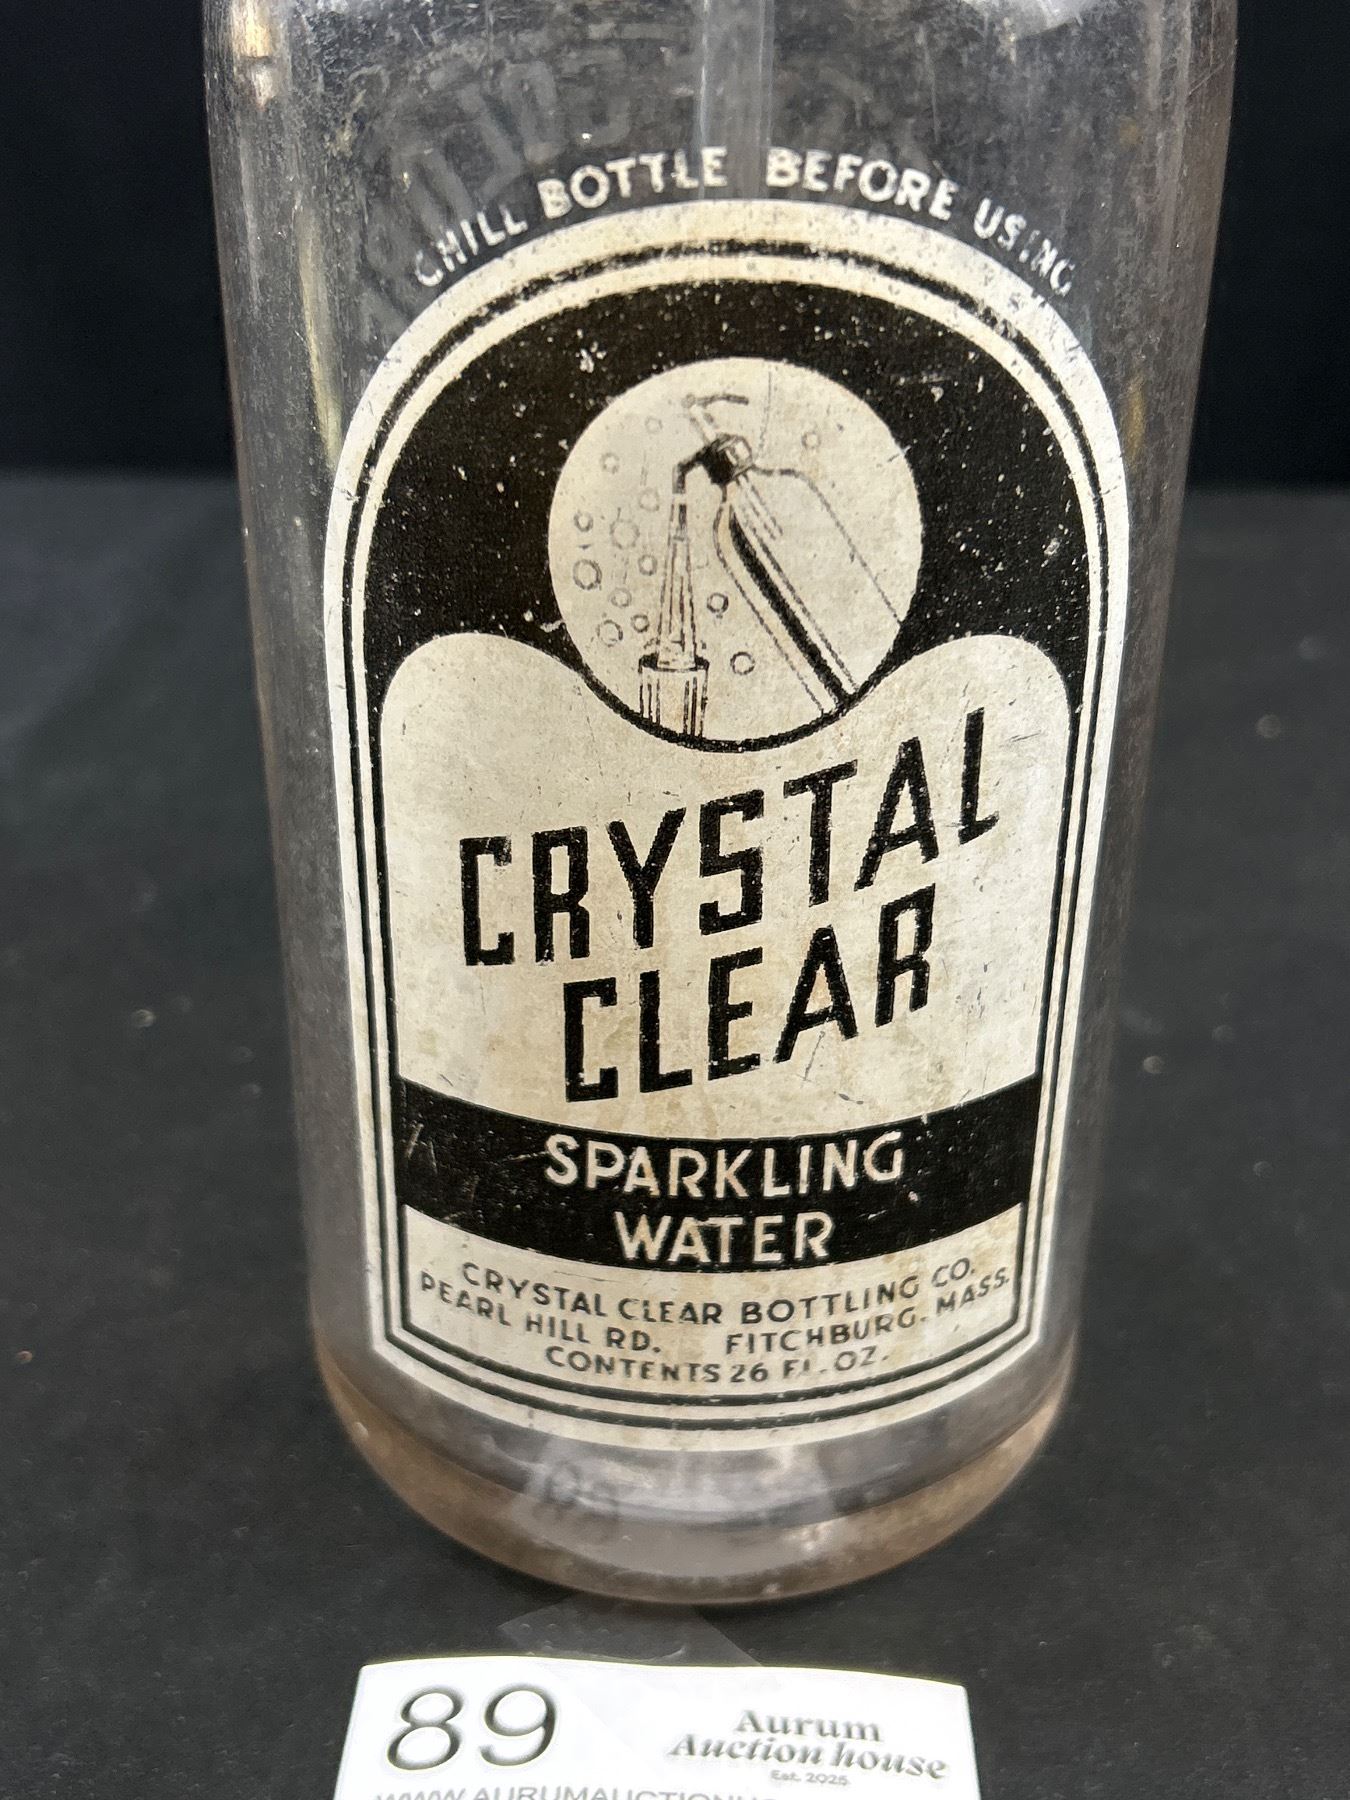 CHILL BOTTLE BEFORE USING
CRYSTAL
CLEAR
SPARKLING
WATER
CRYSTAL CLEAR BOTTLING CO.
PEARL HILL RD. FITCHBURG. MASS.
CONTENTS 26 FL. OZ.
89
Aurum
Auction house
Est. 2025